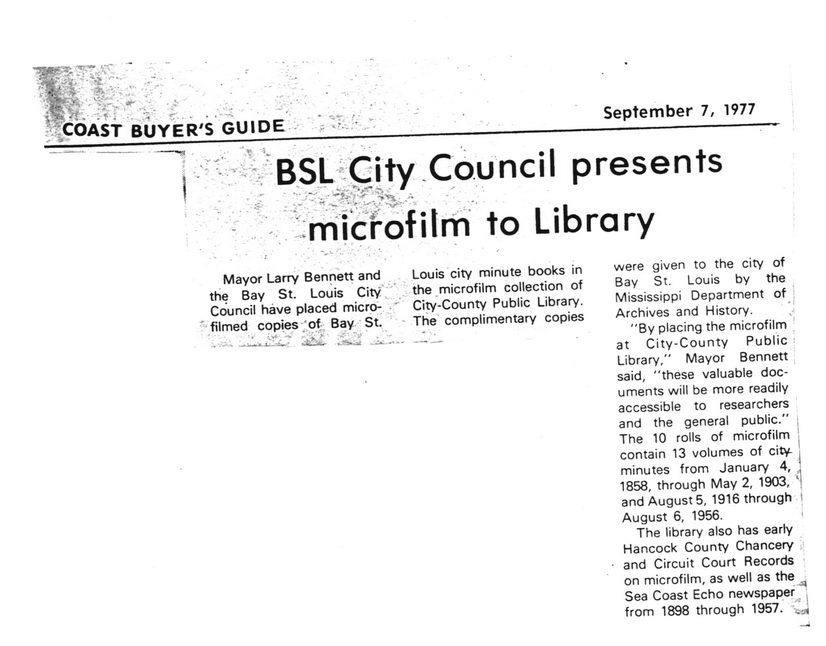 COAST BUYER'S GUIDE
September 7, 1977
BSL City Council presents
microfilm to Library
Mayor Larry Bennett and
the Bay St. Louis City
Council have placed micro-
filmed copies of Bay St.
Louis city minute books in
the microfilm collection of
City-County Public Library.
The complimentary copies
were given to the city of
Bay St. Louis by the
Mississippi Department of
Archives and History.
"By placing the microfilm
at City-County Public
Library," Mayor Bennett
said, "these valuable doc-
uments will be more readily
accessible to researchers
and the general public."
The 10 rolls of microfilm
contain 13 volumes of city
minutes from January 4,
1858, through May 2, 1903,
and August 5, 1916 through
August 6, 1956.
The library also has early
Hancock County Chancery
and Circuit Court Records
on microfilm, as well as the
Sea Coast Echo newspaper
from 1898 through 1957.